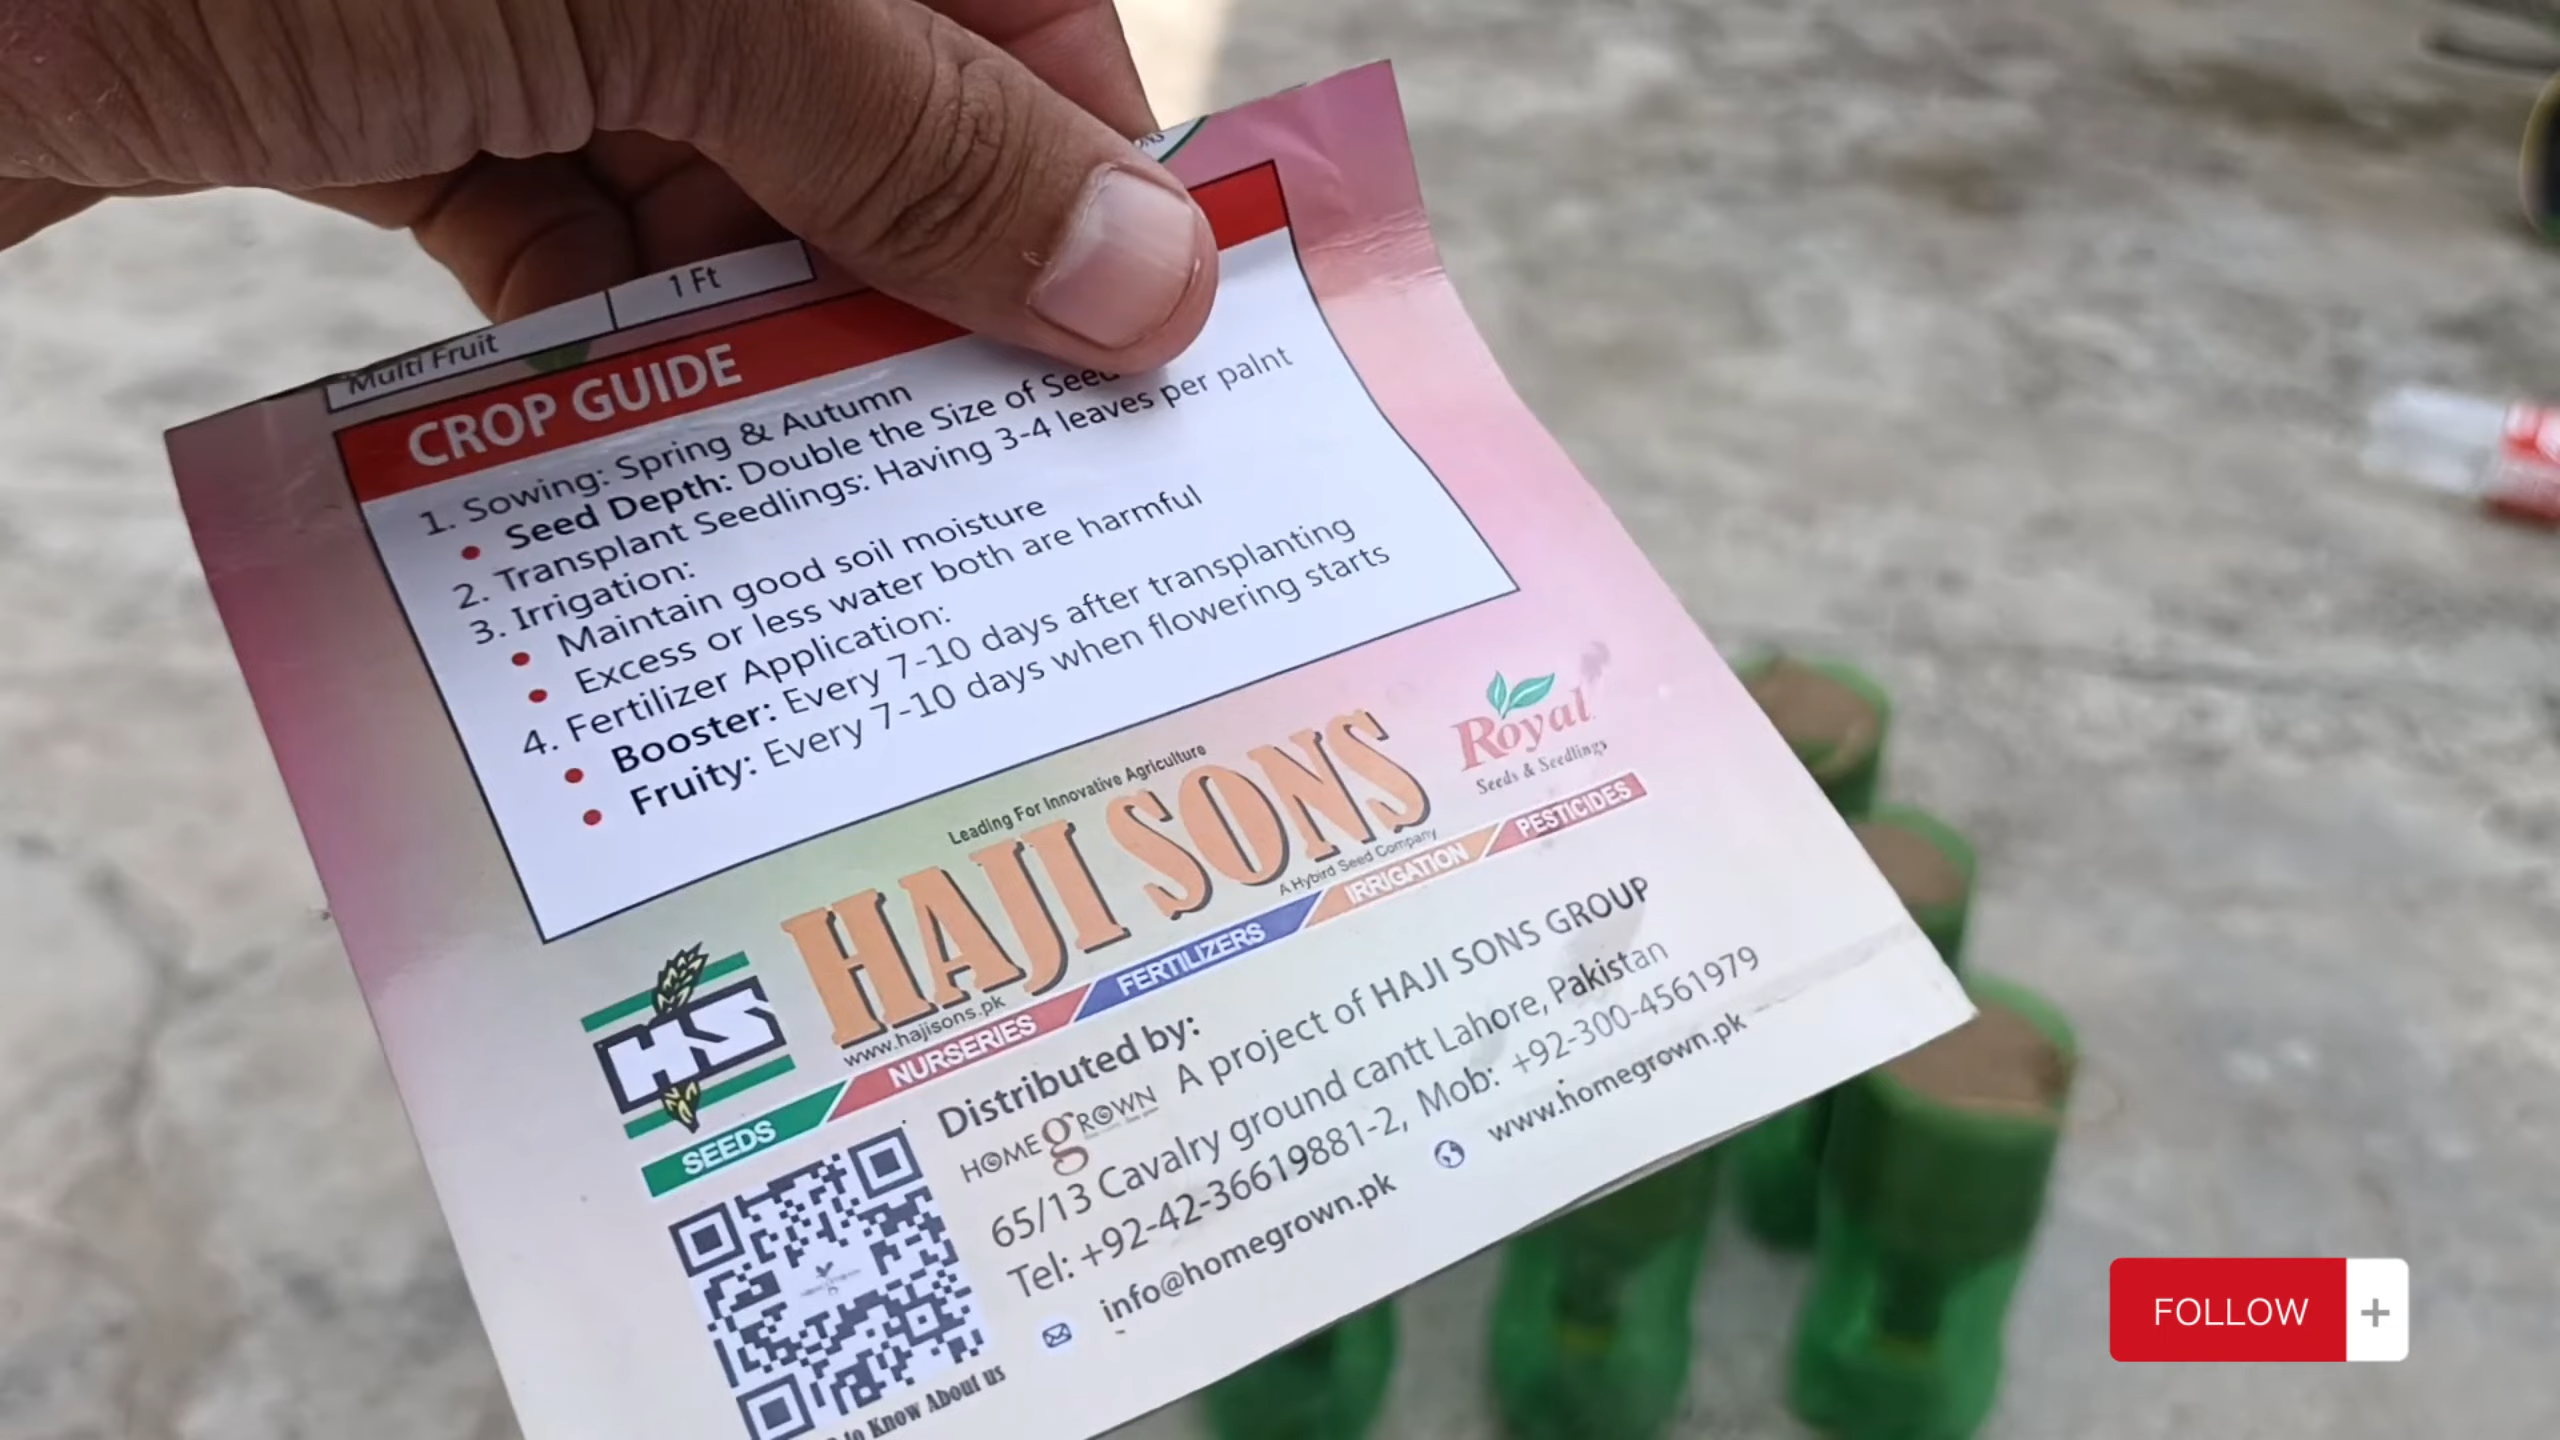 Multi Fruit 1 Ft
CROP GUIDE
1. Sowing: Spring & Autumn
• Seed Depth: Double the Size of Seed
2. Transplant Seedlings: Having 3-4 leaves per palnt
3. Irrigation:
• Maintain good soil moisture
• Excess or less water both are harmful
4. Fertilizer Application:
• Booster: Every 7-10 days after transplanting
• Fruity: Every 7-10 days when flowering starts
Royal
Seeds & Seedlings
Leading For Innovative Agriculture
HAJI SONS
A Hybird Seed Company
www.hajisons.pk
HS
SEEDS NURSERIES FERTILIZERS IRRIGATION PESTICIDES
Distributed by:
HOMEgROWN A project of HAJI SONS GROUP
65/13 Cavalry ground cantt Lahore, Pakistan
Tel: +92-42-36619881-2, Mob: +92-300-4561979
info@homegrown.pk www.homegrown.pk
to Know About us
FOLLOW +